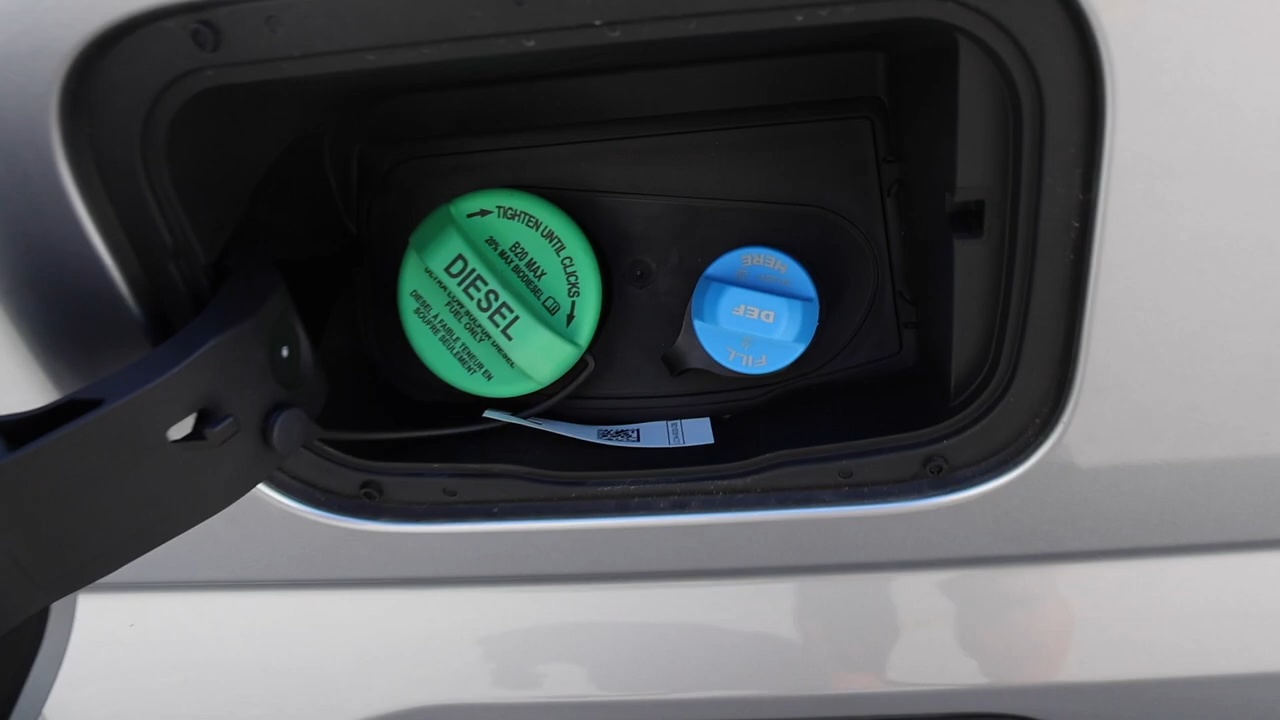 TIGHTEN UNTIL CLICKS
B20 MAX
20% MAX BIODIESEL
DIESEL
ULTRA LOW SULFUR DIESEL
FUEL ONLY
DIESEL À FAIBLE TENEUR EN
SOUFRE SEULEMENT
HERE
DEF
FILL